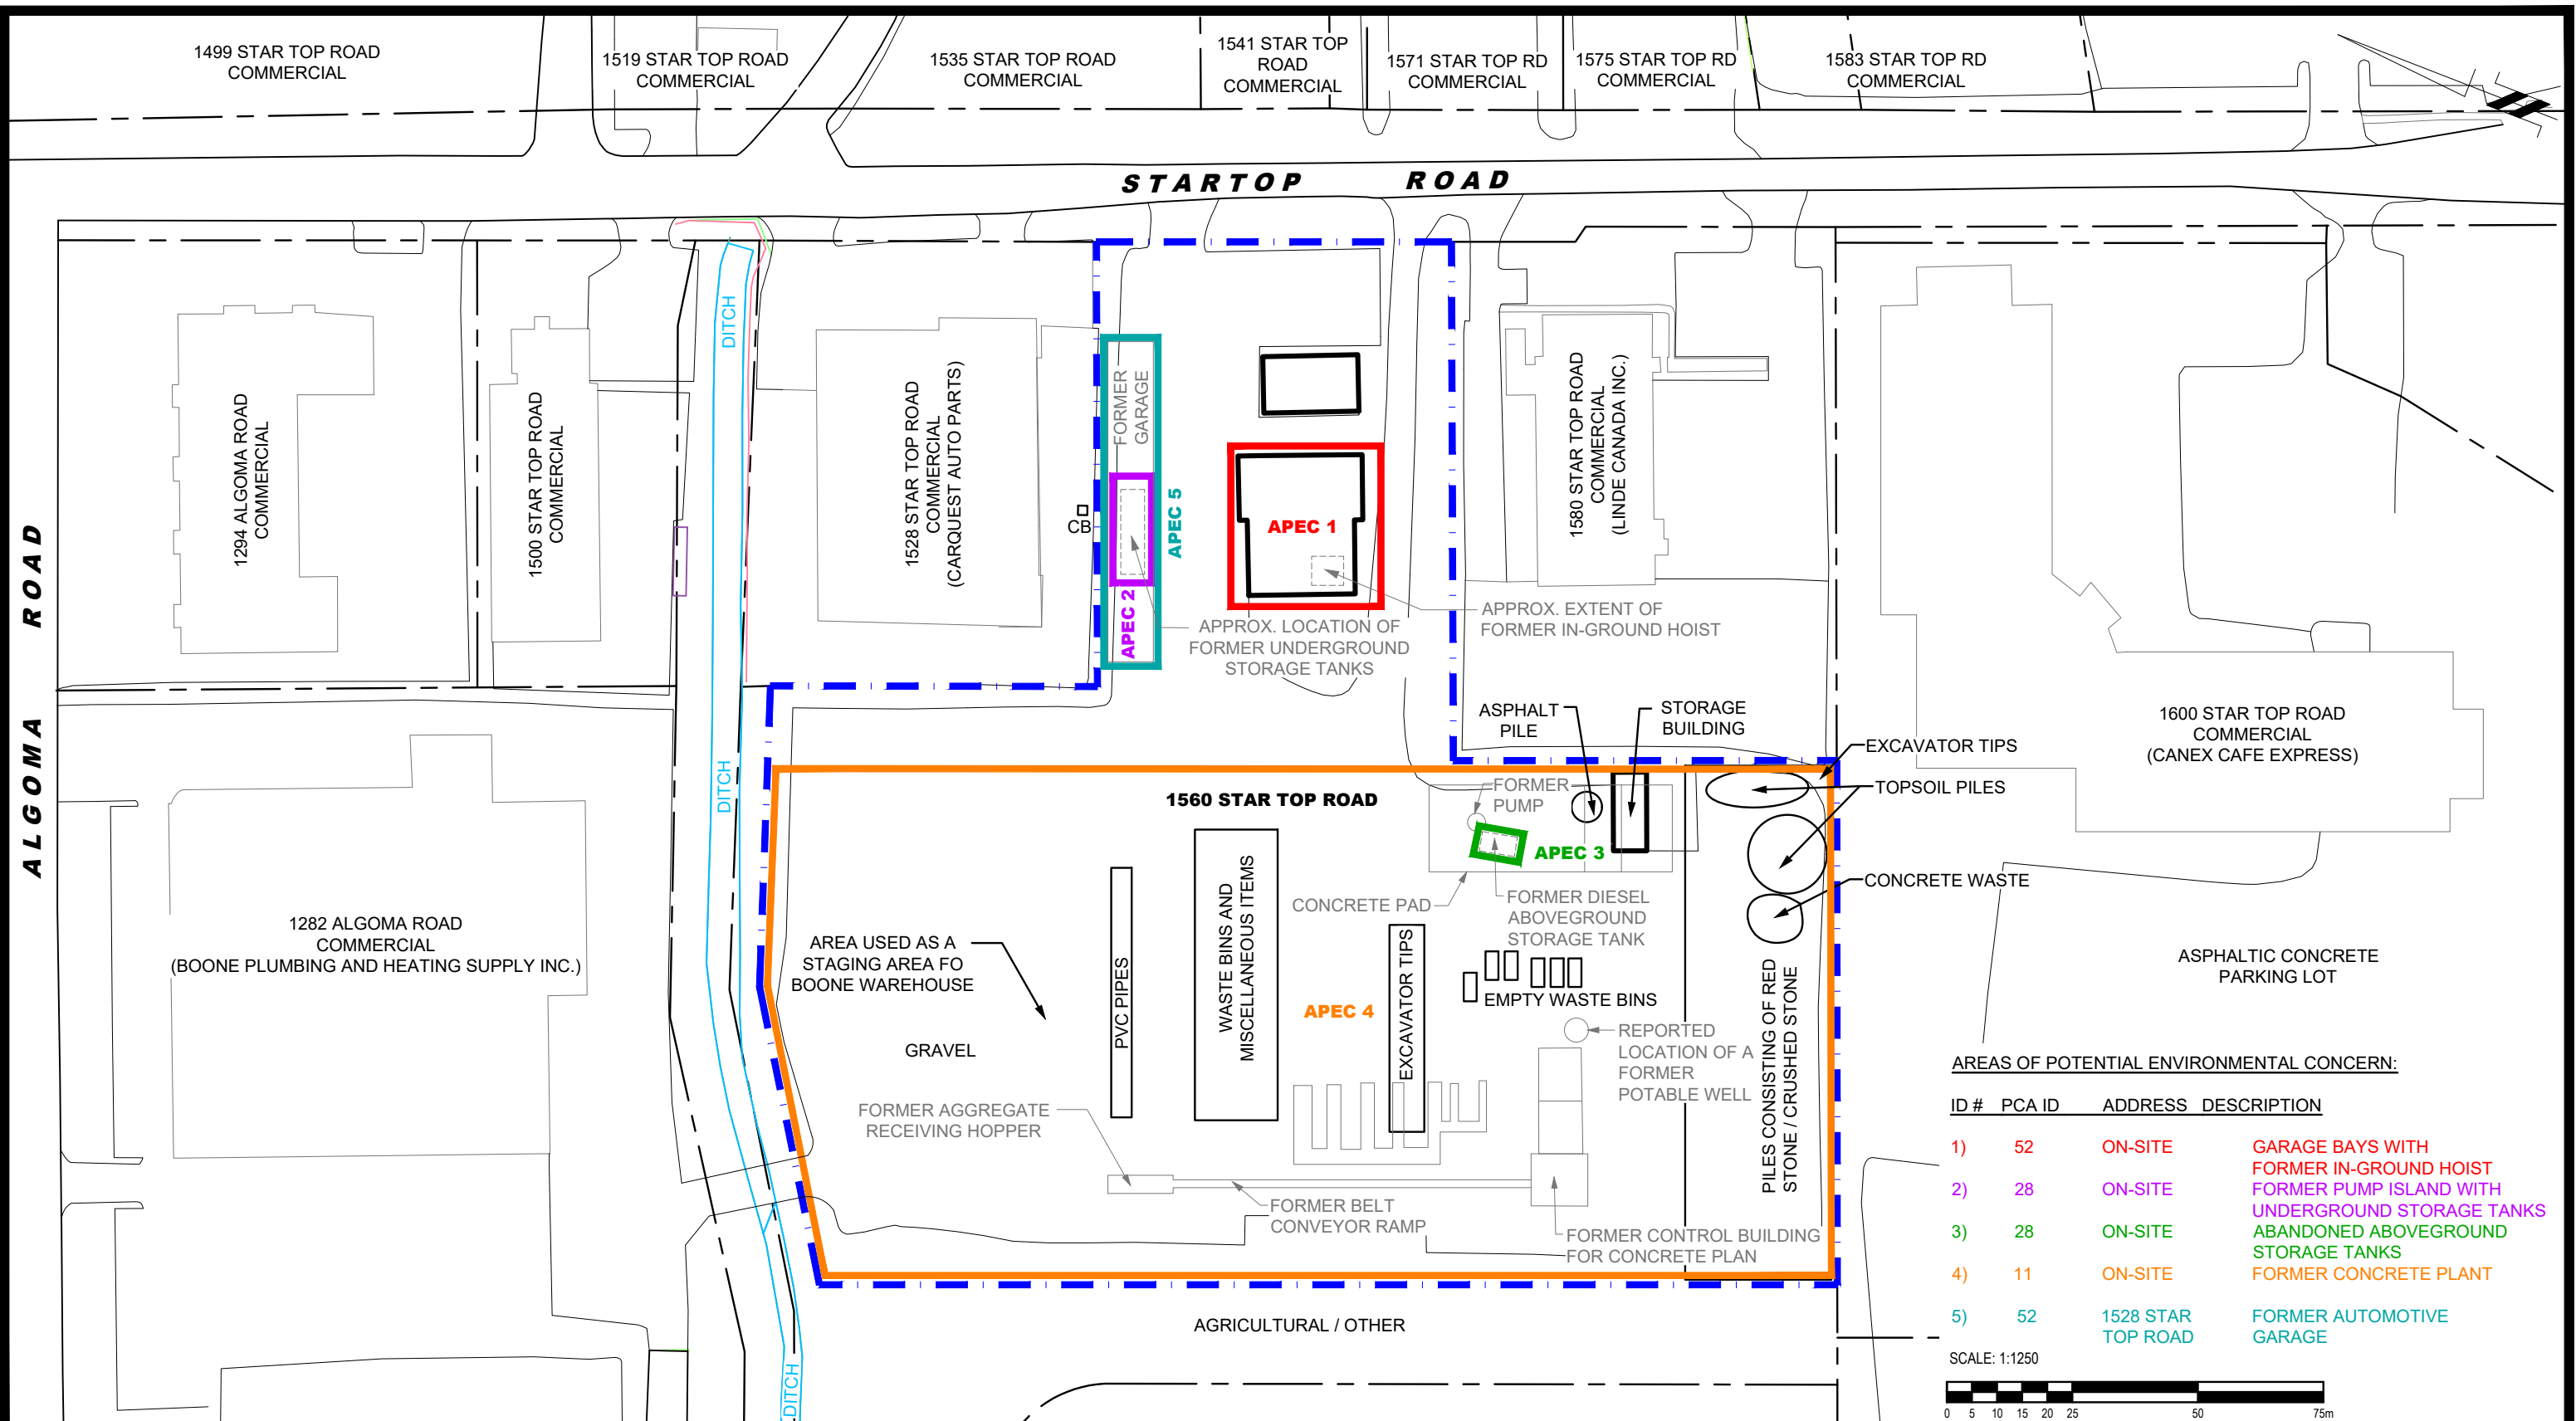 1499 STAR TOP ROAD
COMMERCIAL
1519 STAR TOP ROAD
COMMERCIAL
1535 STAR TOP ROAD
COMMERCIAL
1541 STAR TOP
ROAD
COMMERCIAL
1571 STAR TOP RD
COMMERCIAL
1575 STAR TOP RD
COMMERCIAL
1583 STAR TOP RD
COMMERCIAL
STARTOP ROAD
ALGOMA ROAD
1294 ALGOMA ROAD
COMMERCIAL
1500 STAR TOP ROAD
COMMERCIAL
DITCH
1528 STAR TOP ROAD
COMMERCIAL
(CARQUEST AUTO PARTS)
CB
FORMER
GARAGE
APEC 5
APEC 2
APEC 1
1580 STAR TOP ROAD
COMMERCIAL
(LINDE CANADA INC.)
APPROX. EXTENT OF
FORMER IN-GROUND HOIST
APPROX. LOCATION OF
FORMER UNDERGROUND
STORAGE TANKS
ASPHALT
PILE
STORAGE
BUILDING
1600 STAR TOP ROAD
COMMERCIAL
(CANEX CAFE EXPRESS)
EXCAVATOR TIPS
TOPSOIL PILES
CONCRETE WASTE
DITCH
1560 STAR TOP ROAD
FORMER
PUMP
APEC 3
CONCRETE PAD
FORMER DIESEL
ABOVEGROUND
STORAGE TANK
1282 ALGOMA ROAD
COMMERCIAL
(BOONE PLUMBING AND HEATING SUPPLY INC.)
AREA USED AS A
STAGING AREA FO
BOONE WAREHOUSE
GRAVEL
PVC PIPES
WASTE BINS AND
MISCELLANEOUS ITEMS
APEC 4
EXCAVATOR TIPS
EMPTY WASTE BINS
REPORTED
LOCATION OF A
FORMER
POTABLE WELL
PILES CONSISTING OF RED
STONE / CRUSHED STONE
ASPHALTIC CONCRETE
PARKING LOT
FORMER AGGREGATE
RECEIVING HOPPER
FORMER BELT
CONVEYOR RAMP
FORMER CONTROL BUILDING
FOR CONCRETE PLAN
AGRICULTURAL / OTHER
DITCH
AREAS OF POTENTIAL ENVIRONMENTAL CONCERN:
ID # PCA ID ADDRESS DESCRIPTION
1) 52 ON-SITE GARAGE BAYS WITH
FORMER IN-GROUND HOIST
2) 28 ON-SITE FORMER PUMP ISLAND WITH
UNDERGROUND STORAGE TANKS
3) 28 ON-SITE ABANDONED ABOVEGROUND
STORAGE TANKS
4) 11 ON-SITE FORMER CONCRETE PLANT
5) 52 1528 STAR FORMER AUTOMOTIVE
TOP ROAD GARAGE
SCALE: 1:1250
0 5 10 15 20 25 50 75m